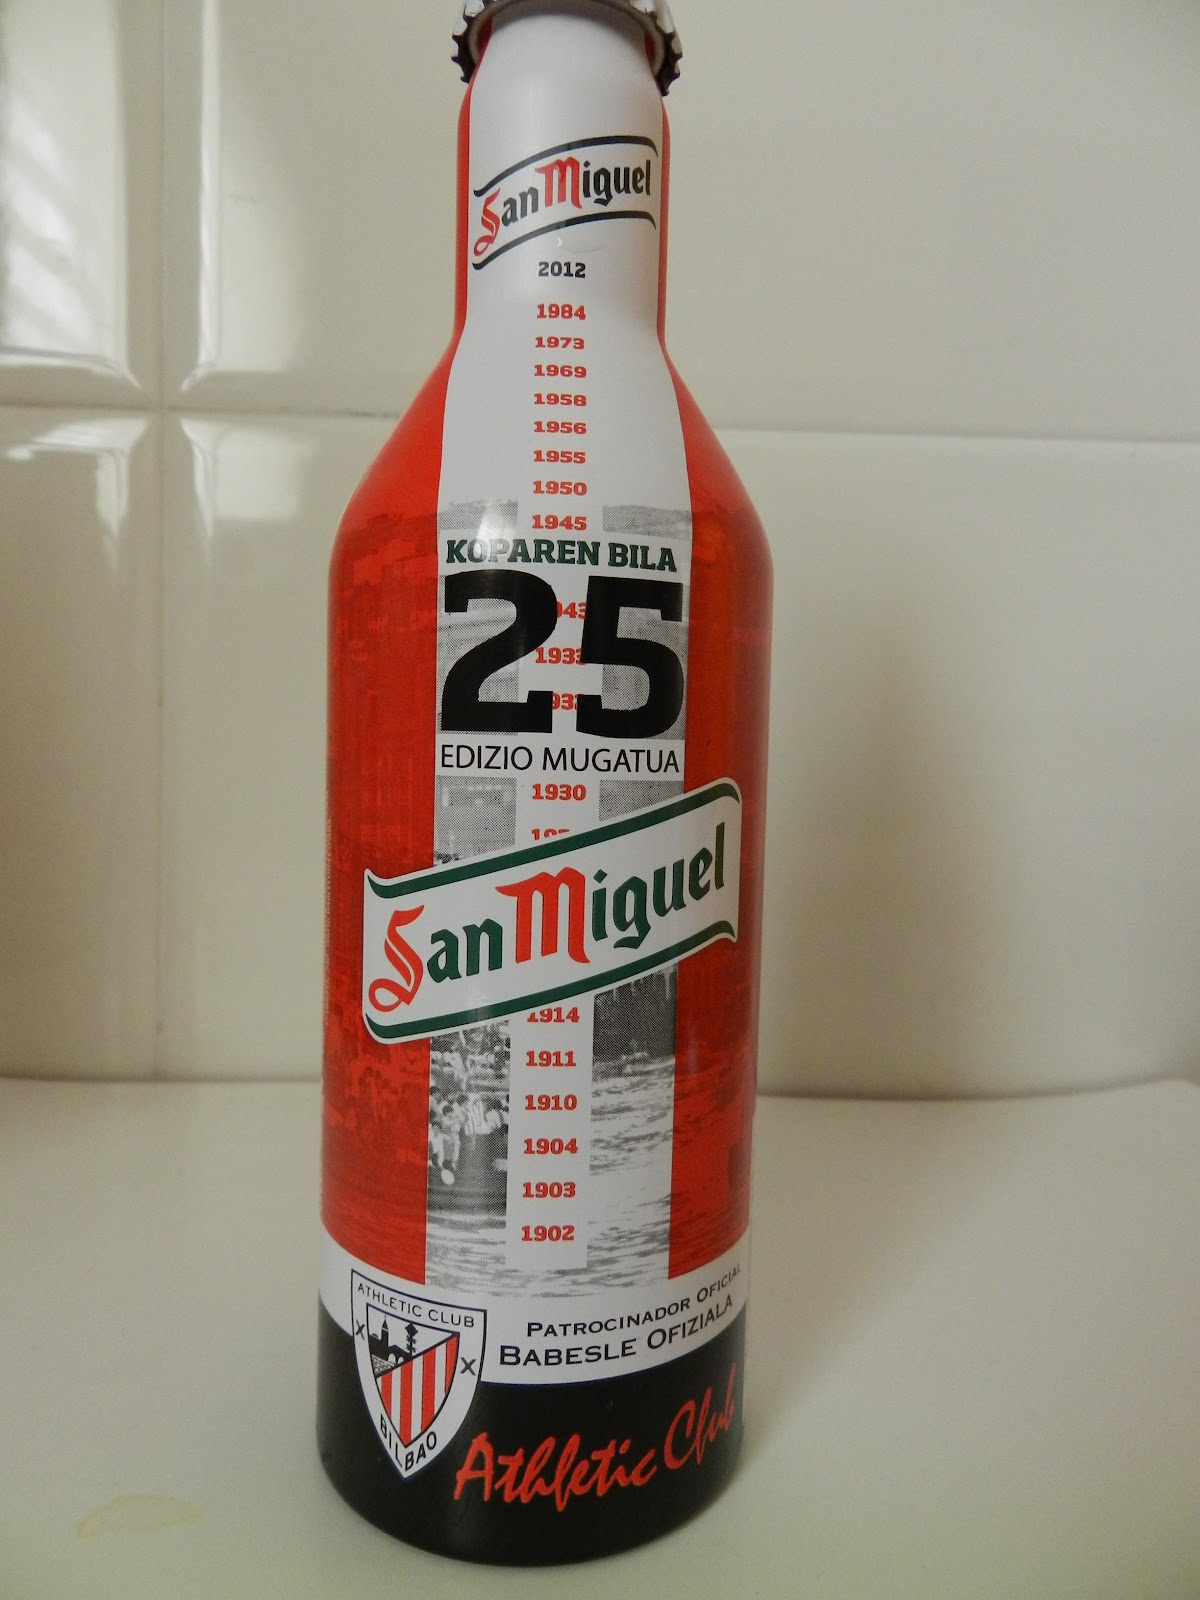 San Miguel
2012
1984
1973
1969
1958
1956
1955
1950
1945
KOPAREN BILA
25
1933
EDIZIO MUGATUA
1930
San Miguel
1914
1911
1910
1904
1903
1902
ATHLETIC CLUB
BILBAO
PATROCINADOR OFICIAL
BABESLE OFIZIALA
Athletic Club